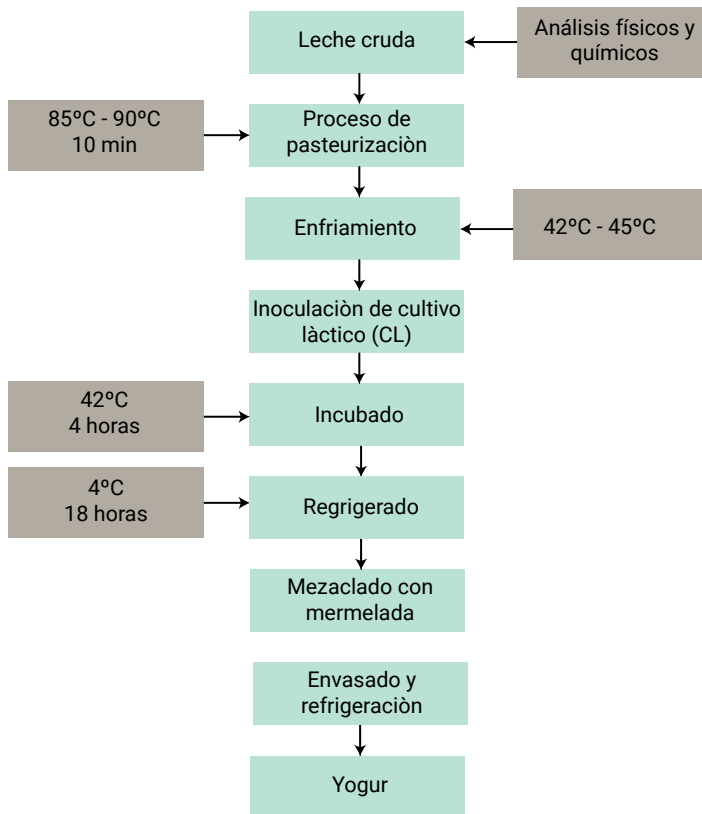 Leche cruda
Análisis físicos y
químicos
85ºC - 90ºC
10 min
Proceso de
pasteurizaciòn
Enfriamiento
42ºC - 45ºC
Inoculaciòn de cultivo
làctico (CL)
42ºC
4 horas
Incubado
4ºC
18 horas
Regrigerado
Mezaclado con
mermelada
Envasado y
refrigeraciòn
Yogur